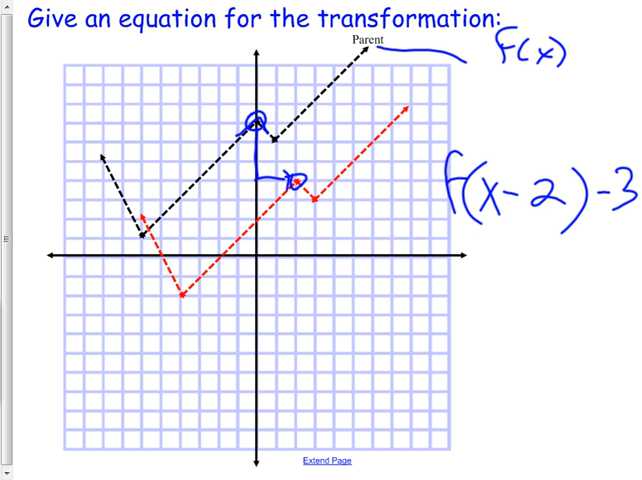 Give an equation for the transformation:
Parent
F(x)
f(x-2)-3
Extend Page